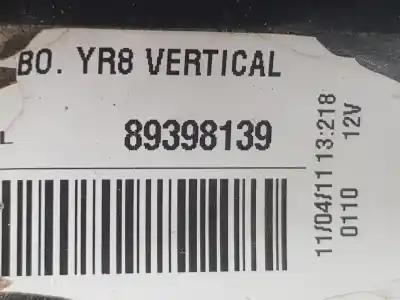 BO. YR8 VERTICAL
L
89398139
11/04/11 13:218
0110 12V